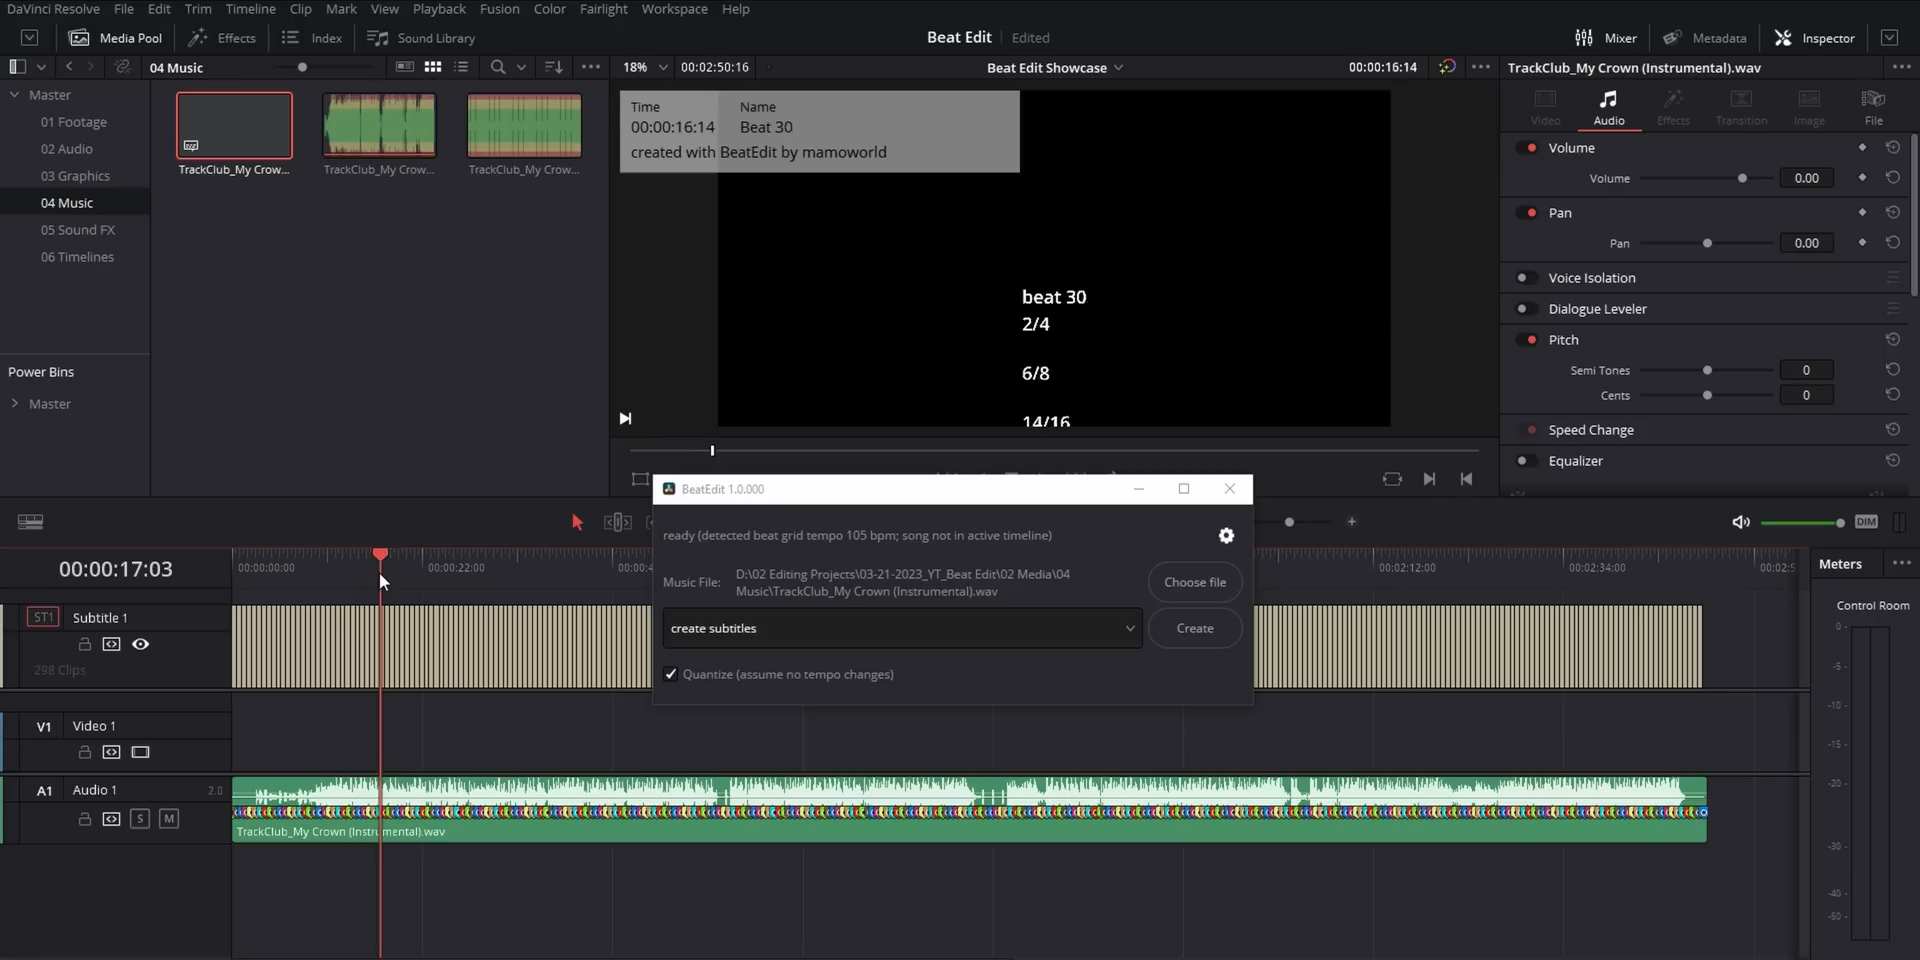 DaVinci Resolve File Edit Trim Timeline Clip Mark View Playback Fusion Color Fairlight Workspace Help
Media Pool Effects Index Sound Library
Beat Edit Edited
Mixer Metadata Inspector
04 Music
18% 00:02:50:16 Beat Edit Showcase 00:00:16:14
TrackClub_My Crown (Instrumental).wav
Master
01 Footage
02 Audio
03 Graphics
04 Music
05 Sound FX
06 Timelines
Power Bins
Master
TrackClub_My Crow... TrackClub_My Crow... TrackClub_My Crow...
Time Name
00:00:16:14 Beat 30
created with BeatEdit by mamoworld
beat 30
2/4
6/8
14/16
Video Audio Effects Transition Image File
Volume
Volume 0.00
Pan
Pan 0.00
Voice Isolation
Dialogue Leveler
Pitch
Semi Tones 0
Cents 0
Speed Change
Equalizer
BeatEdit 1.0.000
ready (detected beat grid tempo 105 bpm; song not in active timeline)
Music File: D:\02 Editing Projects\03-21-2023_YT_Beat Edit\02 Media\04
Music\TrackClub_My Crown (Instrumental).wav
Choose file
create subtitles
Create
Quantize (assume no tempo changes)
DIM
00:00:17:03
00:00:00:00 00:00:22:00 00:00:4 00:02:12:00 00:02:34:00 00:02:5
ST1 Subtitle 1
298 Clips
V1 Video 1
A1 Audio 1 2.0
S M
TrackClub_My Crown (Instrumental).wav
Meters
Control Room
0
-5
-10
-15
-20
-30
-40
-50